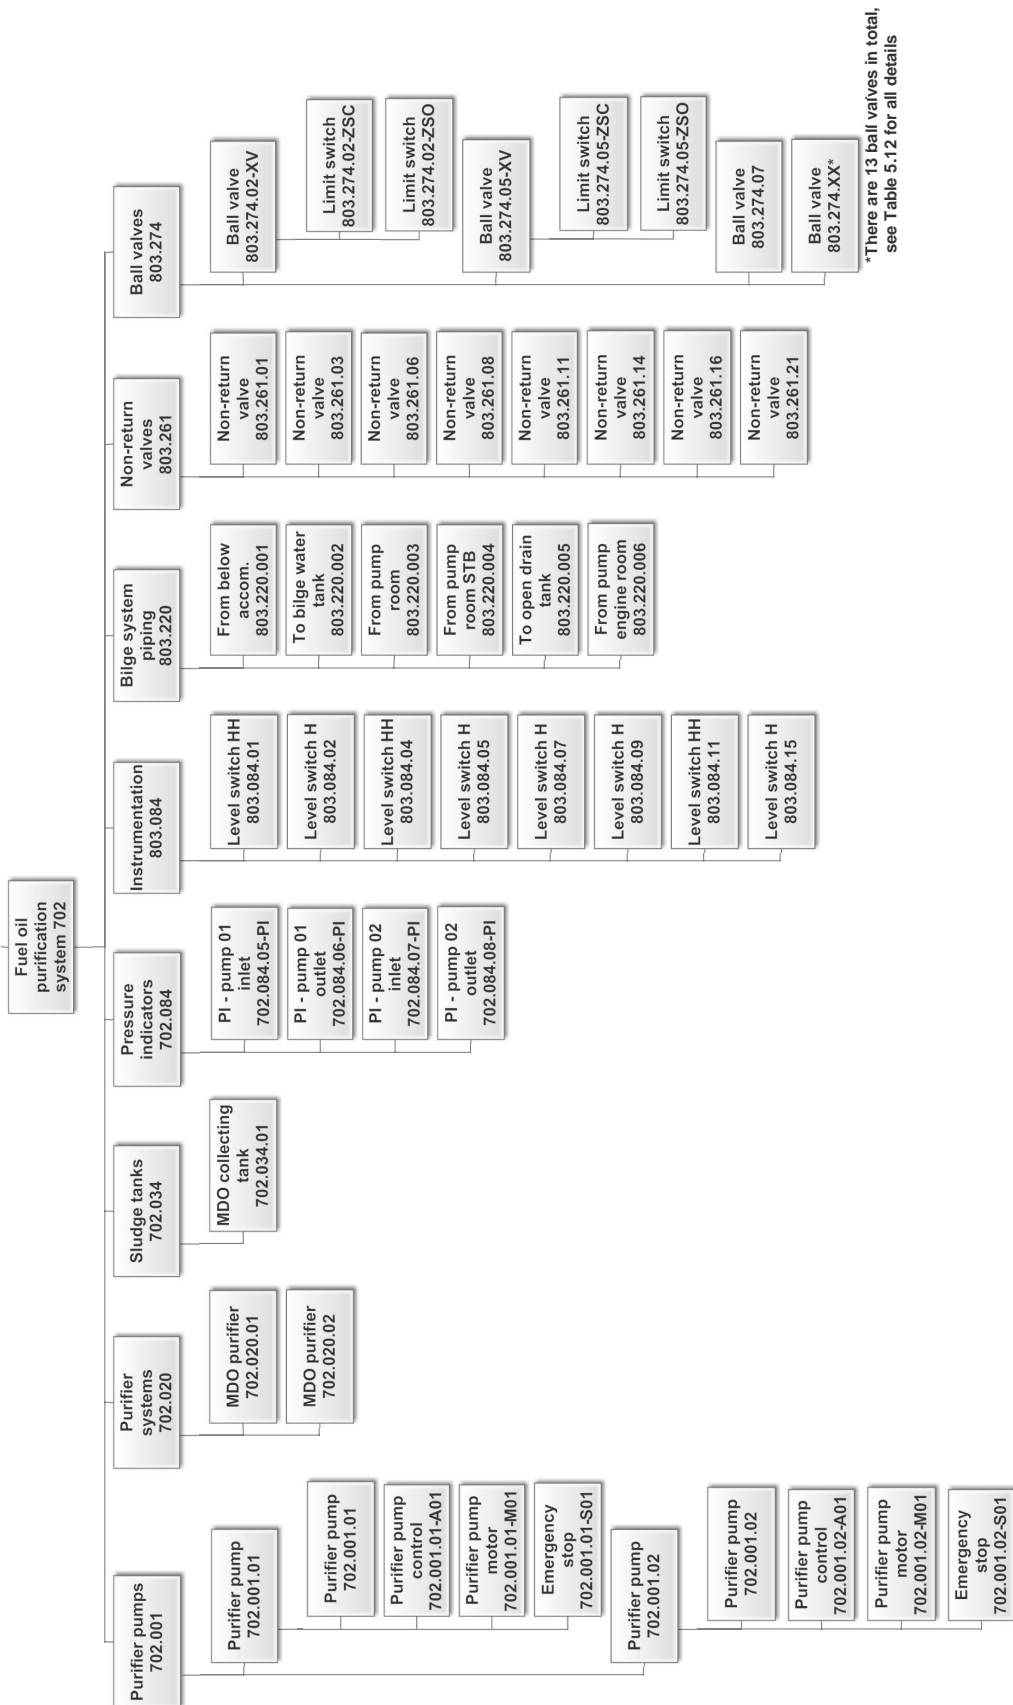 Fuel oil
purification
system 702
Purifier pumps
702.001
Purifier pump
702.001.01
Purifier pump
702.001.01
Purifier pump
control
702.001.01-A01
Purifier pump
motor
702.001.01-M01
Emergency
stop
702.001.01-S01
Purifier pump
702.001.02
Purifier pump
702.001.02
Purifier pump
control
702.001.02-A01
Purifier pump
motor
702.001.02-M01
Emergency
stop
702.001.02-S01
Purifier
systems
702.020
MDO purifier
702.020.01
MDO purifier
702.020.02
Sludge tanks
702.034
MDO collecting
tank
702.034.01
Pressure
indicators
702.084
PI - pump 01
inlet
702.084.05-PI
PI - pump 01
outlet
702.084.06-PI
PI - pump 02
inlet
702.084.07-PI
PI - pump 02
outlet
702.084.08-PI
Instrumentation
803.084
Level switch HH
803.084.01
Level switch H
803.084.02
Level switch HH
803.084.04
Level switch H
803.084.05
Level switch H
803.084.07
Level switch H
803.084.09
Level switch HH
803.084.11
Level switch H
803.084.15
Bilge system
piping
803.220
From below
accom.
803.220.001
To bilge water
tank
803.220.002
From pump
room
803.220.003
From pump
room STB
803.220.004
To open drain
tank
803.220.005
From pump
engine room
803.220.006
Non-return
valves
803.261
Non-return
valve
803.261.01
Non-return
valve
803.261.03
Non-return
valve
803.261.06
Non-return
valve
803.261.08
Non-return
valve
803.261.11
Non-return
valve
803.261.14
Non-return
valve
803.261.16
Non-return
valve
803.261.21
Ball valves
803.274
Ball valve
803.274.02-XV
Limit switch
803.274.02-ZSC
Limit switch
803.274.02-ZSO
Ball valve
803.274.05-XV
Limit switch
803.274.05-ZSC
Limit switch
803.274.05-ZSO
Ball valve
803.274.07
Ball valve
803.274.XX*
*There are 13 ball valves in total,
see Table 5.12 for all details